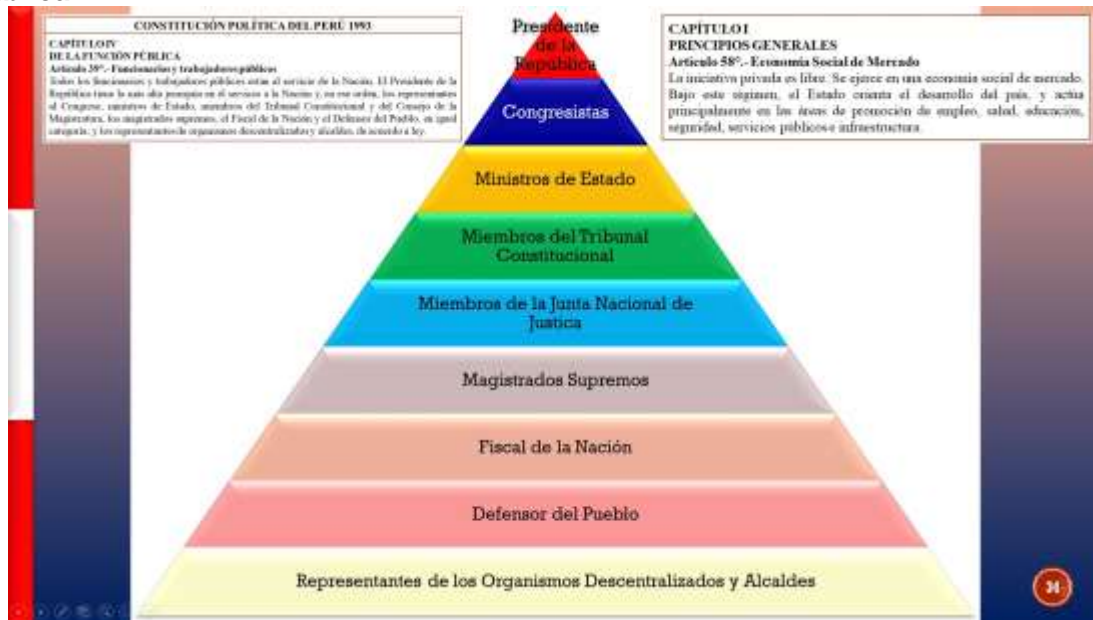 CONSTITUCIÓN POLÍTICA DEL PERÚ 1993
CAPÍTULO IV
DE LA FUNCIÓN PÚBLICA
Artículo 39°.- Funcionarios y trabajadores públicos
Todos los funcionarios y trabajadores públicos están al servicio de la Nación. El Presidente de la
República tiene la más alta jerarquía en el servicio a la Nación y, en ese orden, los representantes
al Congreso, ministros de Estado, miembros del Tribunal Constitucional y del Consejo de la
Magistratura, los magistrados supremos, el Fiscal de la Nación y el Defensor del Pueblo, en igual
categoría; y los representantes de organismos descentralizados y alcaldes, de acuerdo a ley.
CAPÍTULO I
PRINCIPIOS GENERALES
Artículo 58°.- Economía Social de Mercado
La iniciativa privada es libre. Se ejerce en una economía social de mercado.
Bajo este régimen, el Estado orienta el desarrollo del país, y actúa
principalmente en las áreas de promoción de empleo, salud, educación,
seguridad, servicios públicos e infraestructura.
Presidente
de la
República
Congresistas
Ministros de Estado
Miembros del Tribunal
Constitucional
Miembros de la Junta Nacional de
Justicia
Magistrados Supremos
Fiscal de la Nación
Defensor del Pueblo
Representantes de los Organismos Descentralizados y Alcaldes
34